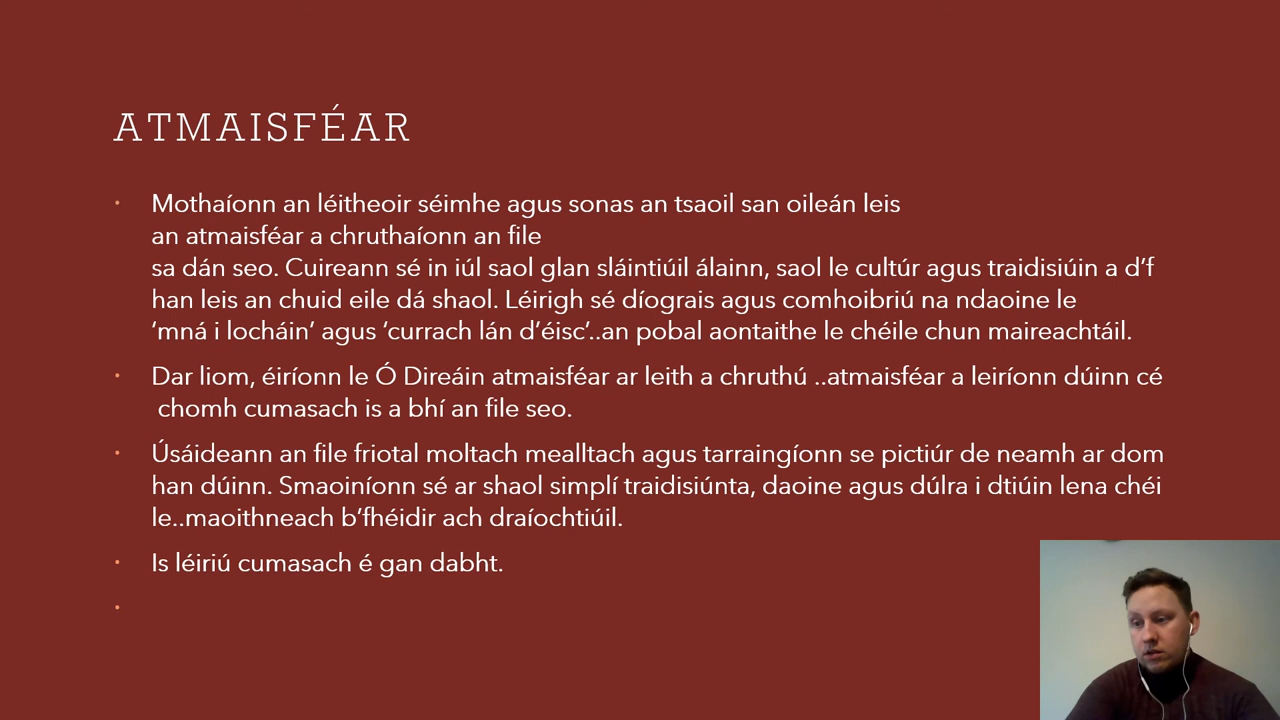 ATMAISFÉAR
Mothaíonn an léitheoir séimhe agus sonas an tsaoil san oileán leis
an atmaisféar a chruthaíonn an file
sa dán seo. Cuireann sé in iúl saol glan sláintiúil álainn, saol le cultúr agus traidisiúin a d’f
han leis an chuid eile dá shaol. Léirigh sé díograis agus comhoibriú na ndaoine le
‘mná i locháin’ agus ‘currach lán d’éisc’..an pobal aontaithe le chéile chun maireachtáil.
Dar liom, éiríonn le Ó Direáin atmaisféar ar leith a chruthú ..atmaisféar a leiríonn dúinn cé
chomh cumasach is a bhí an file seo.
Úsáideann an file friotal moltach mealltach agus tarraingíonn se pictiúr de neamh ar dom
han dúinn. Smaoiníonn sé ar shaol simplí traidisiúnta, daoine agus dúlra i dtiúin lena chéi
le..maoithneach b’fhéidir ach draíochtiúil.
Is léiriú cumasach é gan dabht.